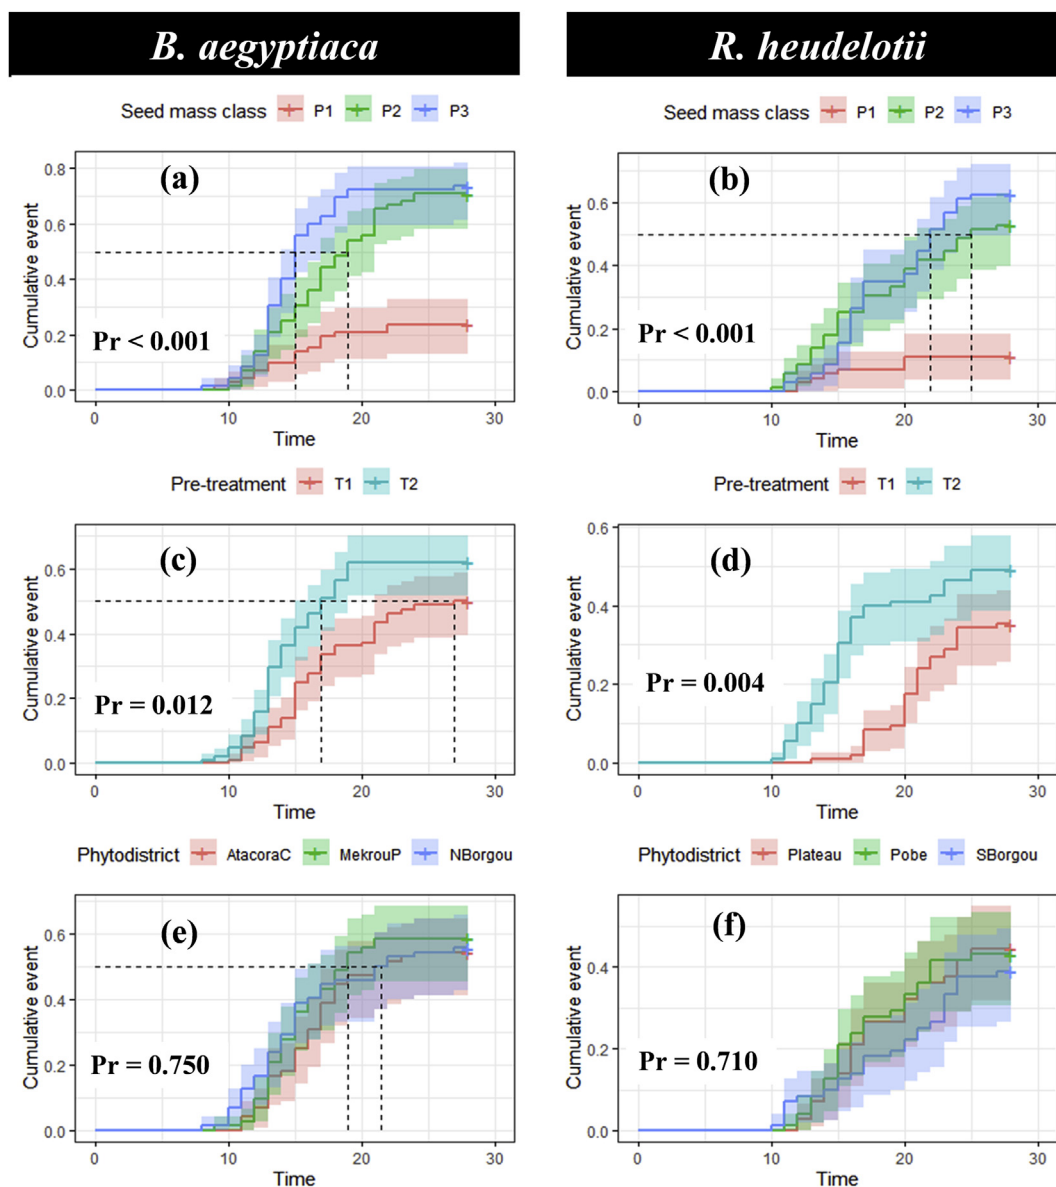 B. aegyptiaca
R. heudelotii
Seed mass class P1 P2 P3
(a)
Cumulative event
0.8
0.6
0.4
0.2
0.0
Pr < 0.001
0 10 20 30
Time
Seed mass class P1 P2 P3
(b)
Cumulative event
0.6
0.4
0.2
0.0
Pr < 0.001
0 10 20 30
Time
Pre-treatment T1 T2
(c)
Cumulative event
0.6
0.4
0.2
0.0
Pr = 0.012
0 10 20 30
Time
Pre-treatment T1 T2
(d)
Cumulative event
0.6
0.4
0.2
0.0
Pr = 0.004
0 10 20 30
Time
Phytodistrict AtacoraC MekrouP NBorgou
(e)
Cumulative event
0.6
0.4
0.2
0.0
Pr = 0.750
0 10 20 30
Time
Phytodistrict Plateau Pobe SBorgou
(f)
Cumulative event
0.4
0.2
0.0
Pr = 0.710
0 10 20 30
Time